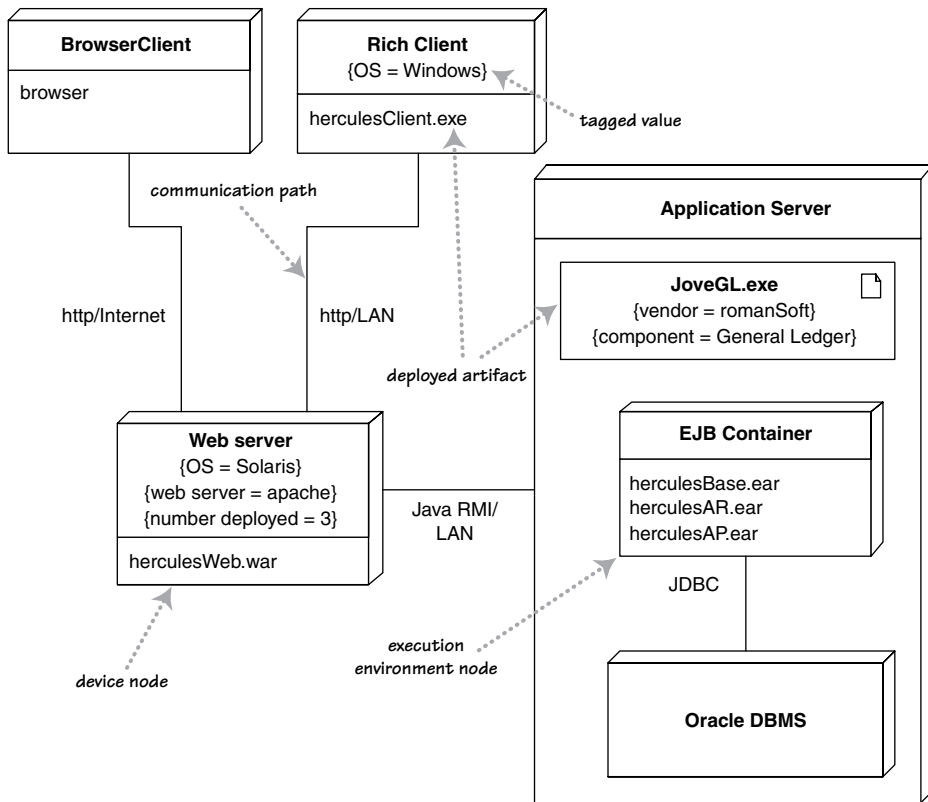 BrowserClient
browser
Rich Client
{OS = Windows}
herculesClient.exe
tagged value
communication path
Application Server
JoveGL.exe
{vendor = romanSoft}
{component = General Ledger}
http/Internet
http/LAN
deployed artifact
Web server
{OS = Solaris}
{web server = apache}
{number deployed = 3}
herculesWeb.war
Java RMI/
LAN
EJB Container
herculesBase.ear
herculesAR.ear
herculesAP.ear
JDBC
execution
environment node
device node
Oracle DBMS